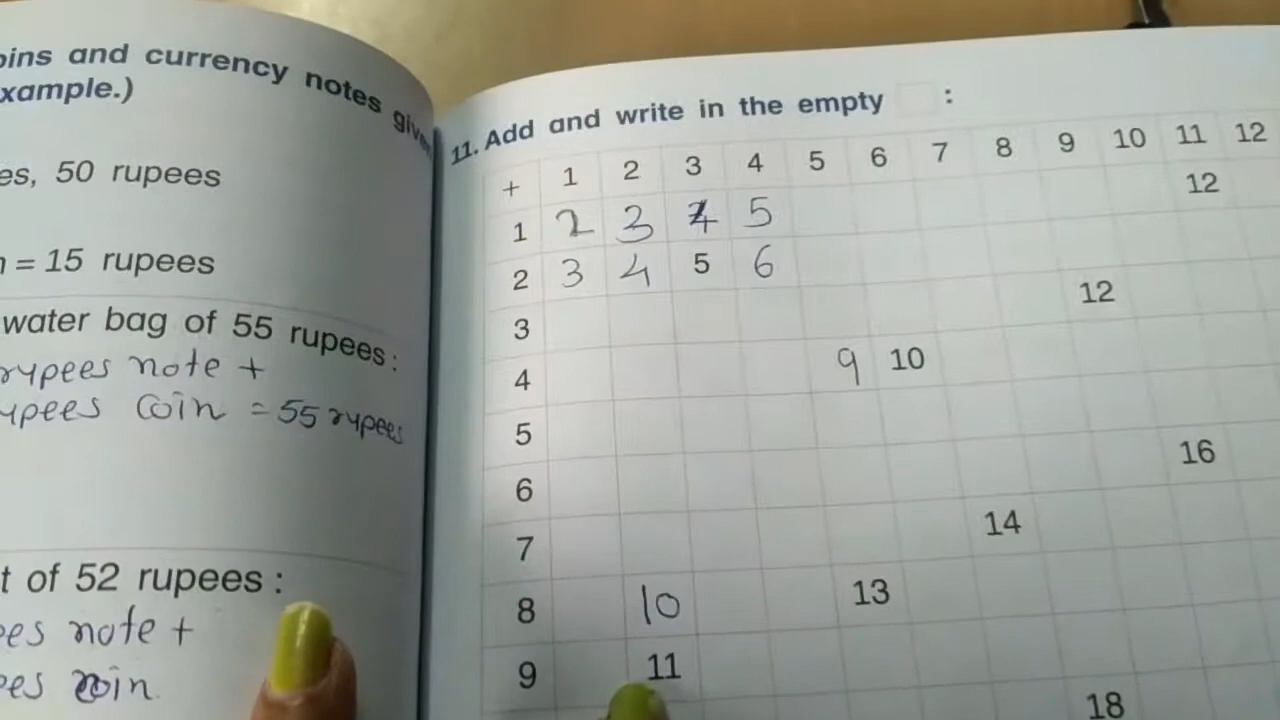 oins and currency notes given
xample.)
es, 50 rupees
= 15 rupees
water bag of 55 rupees :
rupees note +
upees coin = 55 rupees
t of 52 rupees :
ees note +
ees coin
11. Add and write in the empty :
+ 1 2 3 4 5 6 7 8 9 10 11 12
1 2 3 4 5 12
2 3 4 5 6
3 12
4 9 10
5 16
6
7 14
8 10 13
9 11
18